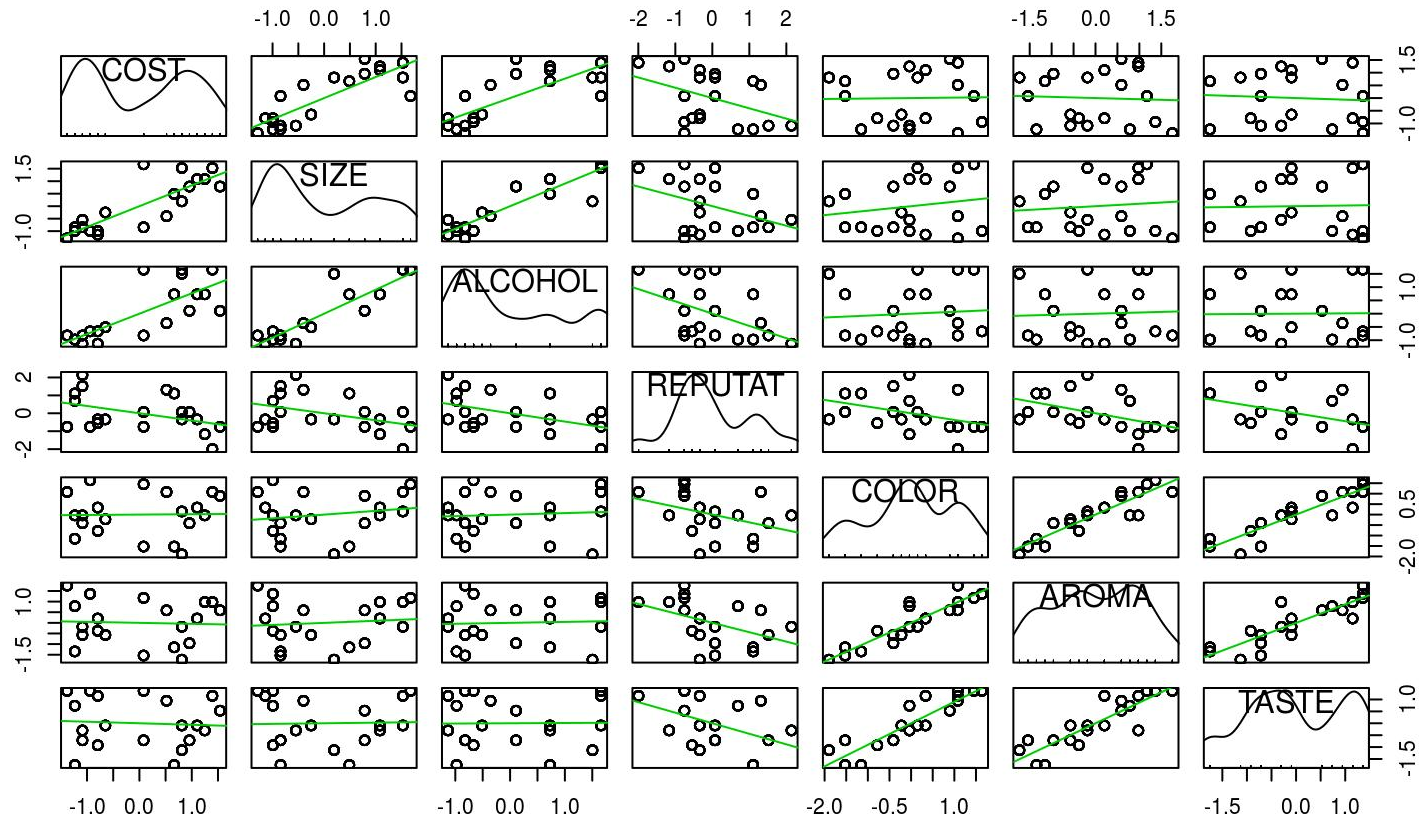 -1.0 0.0 1.0 -2 -1 0 1 2 -1.5 0.0 1.5
COST -1.0 1.5
-1.0 1.5 SIZE
ALCOHOL -1.0 1.0
-2 0 2 REPUTAT
COLOR -2.0 0.5
-1.5 1.0 AROMA
TASTE -1.5 1.0
-1.0 0.0 1.0 -1.0 0.0 1.0 -2.0 -0.5 1.0 -1.5 0.0 1.0